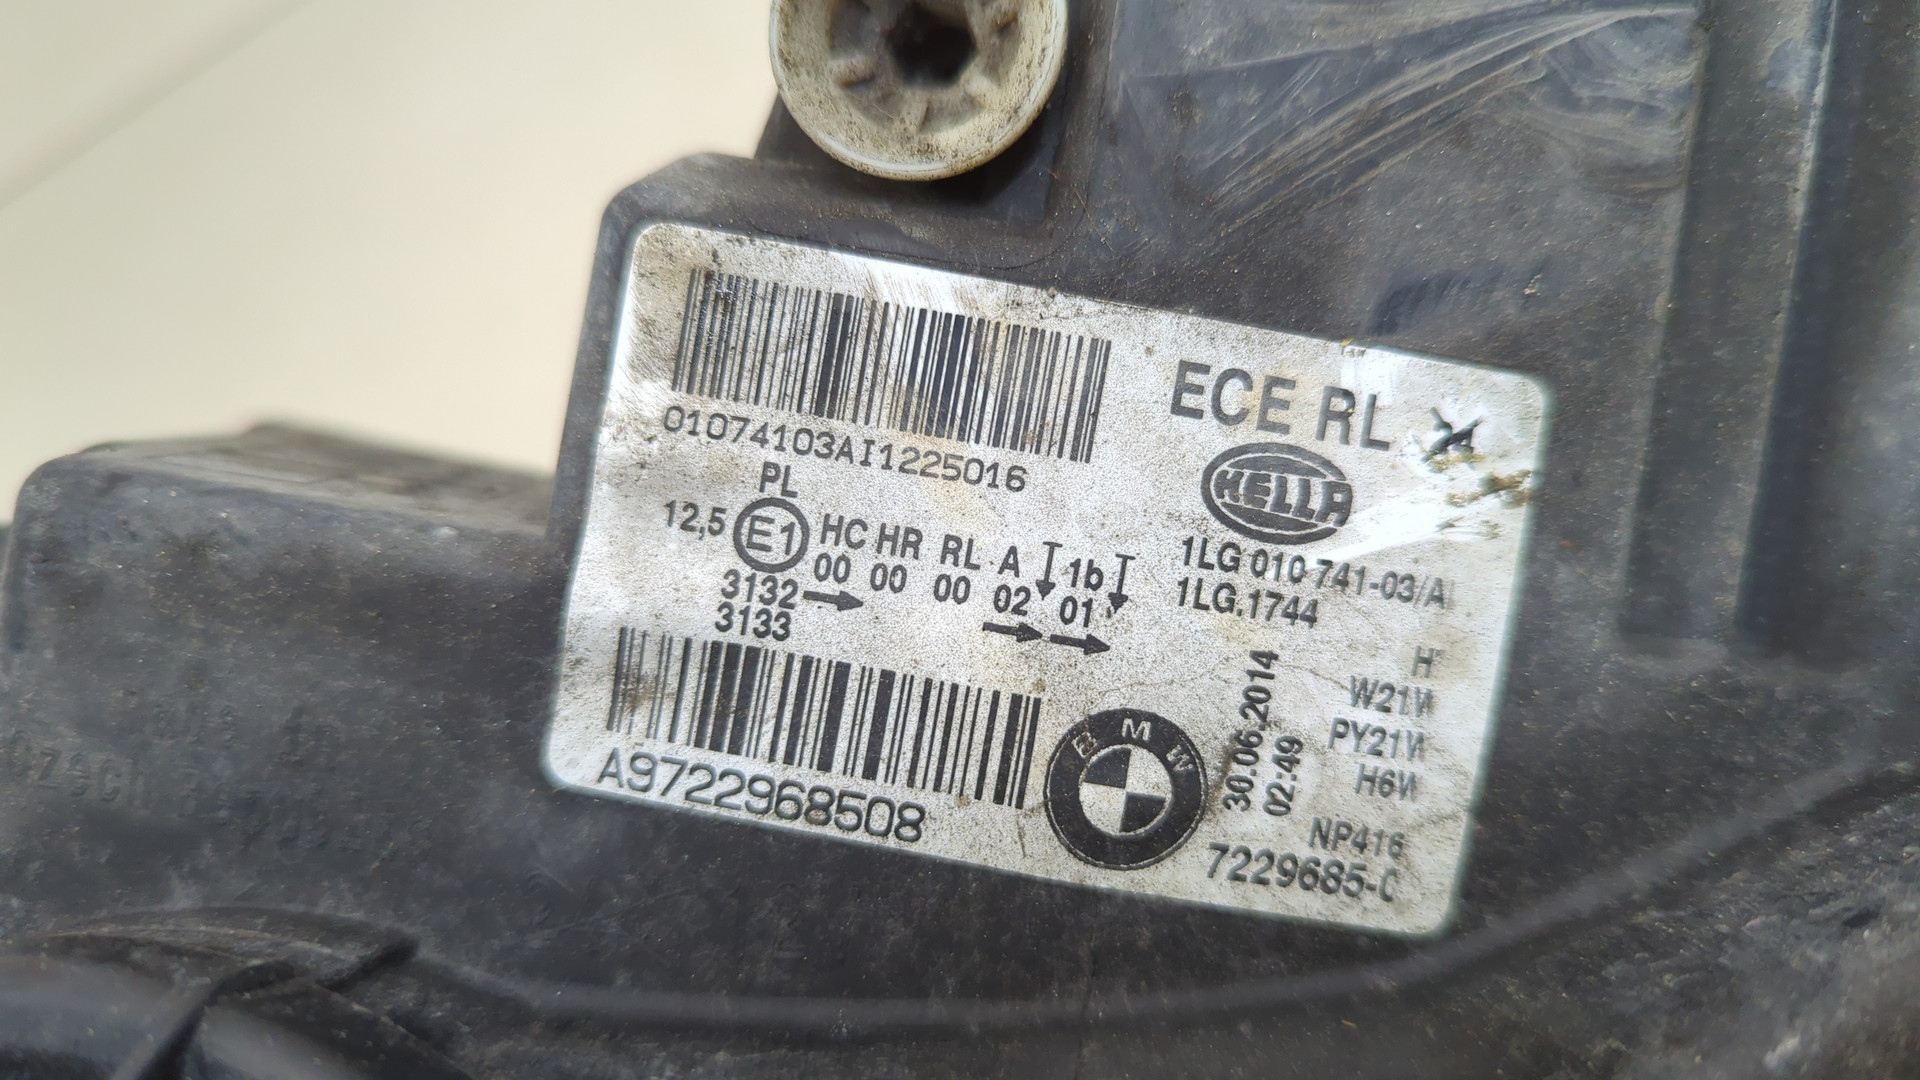 01074103AI1225016
PL
12,5 E1 HC HR RL A 1b
00 00 00 02 01
3132
3133
A9722968508
ECE RL
HELLA
1LG 010 741-03/A
1LG.1744
30.06.2014
02:49
W21W
PY21W
H6W
NP416
BMW
7229685-
Czech